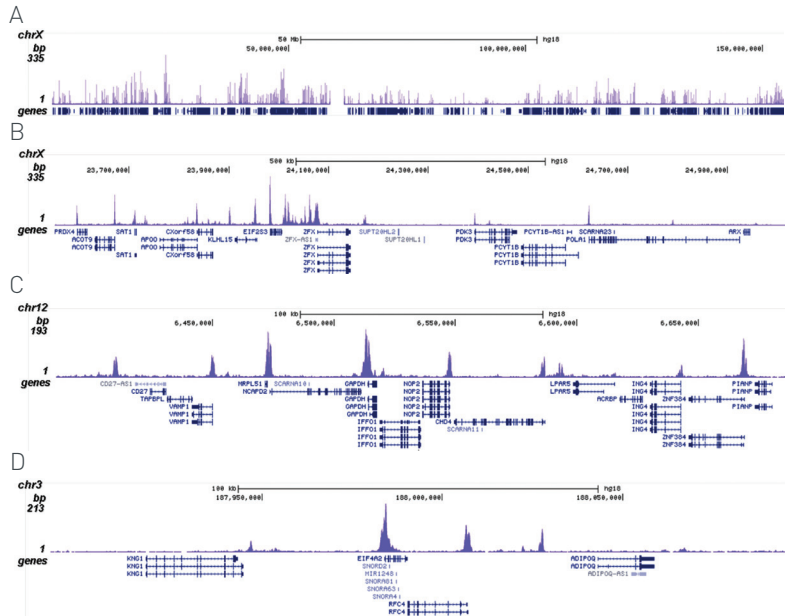 A
chrX
bp
335
1
genes
50 Mb hg18
50,000,000 100,000,000 150,000,000
B
chrX
bp
335
1
genes
500 kb hg18
23,700,000 23,900,000 24,100,000 24,300,000 24,500,000 24,700,000 24,900,000
PRDX4 SAT1 CXorf58 EIF2S3 ZFX SUPT20HL2 PDK3 PCYT1B-AS1 SCARNA23 ARX
ACOT9 APOO KLHL15 ZFX-AS1 SUPT20HL1 PDK3 PCYT1B POLA1
ACOT9 APOO ZFX PCYT1B
SAT1 CXorf58 ZFX PCYT1B
ZFX
C
chr12
bp
193
1
genes
100 kb hg18
6,450,000 6,500,000 6,550,000 6,600,000 6,650,000
CD27-AS1 MRPL51 SCARNA10 GAPDH NOP2 LPAR5 ING4 PIANP
CD27 NCAPD2 GAPDH NOP2 LPAR5 ING4 PIANP
TAPBPL GAPDH NOP2 ACRBP ING4 ZNF384
VAMP1 GAPDH NOP2 ING4 PIANP
VAMP1 IFFO1 CHD4 ING4
VAMP1 IFFO1 SCARNA11 ING4
IFFO1 ZNF384
IFFO1 ZNF384
D
chr3
bp
213
1
genes
100 kb hg18
187,950,000 188,000,000 188,050,000
KNG1 EIF4A2 ADIPOQ
KNG1 SNORD2 ADIPOQ
KNG1 MIR1248 ADIPOQ-AS1
SNORA81
SNORA63
SNORA4
RFC4
RFC4